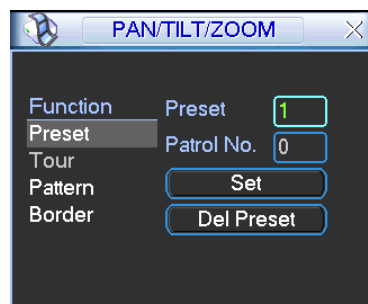 PAN/TILT/ZOOM
Function
Preset
Tour
Pattern
Border
Preset 1
Patrol No. 0
Set
Del Preset